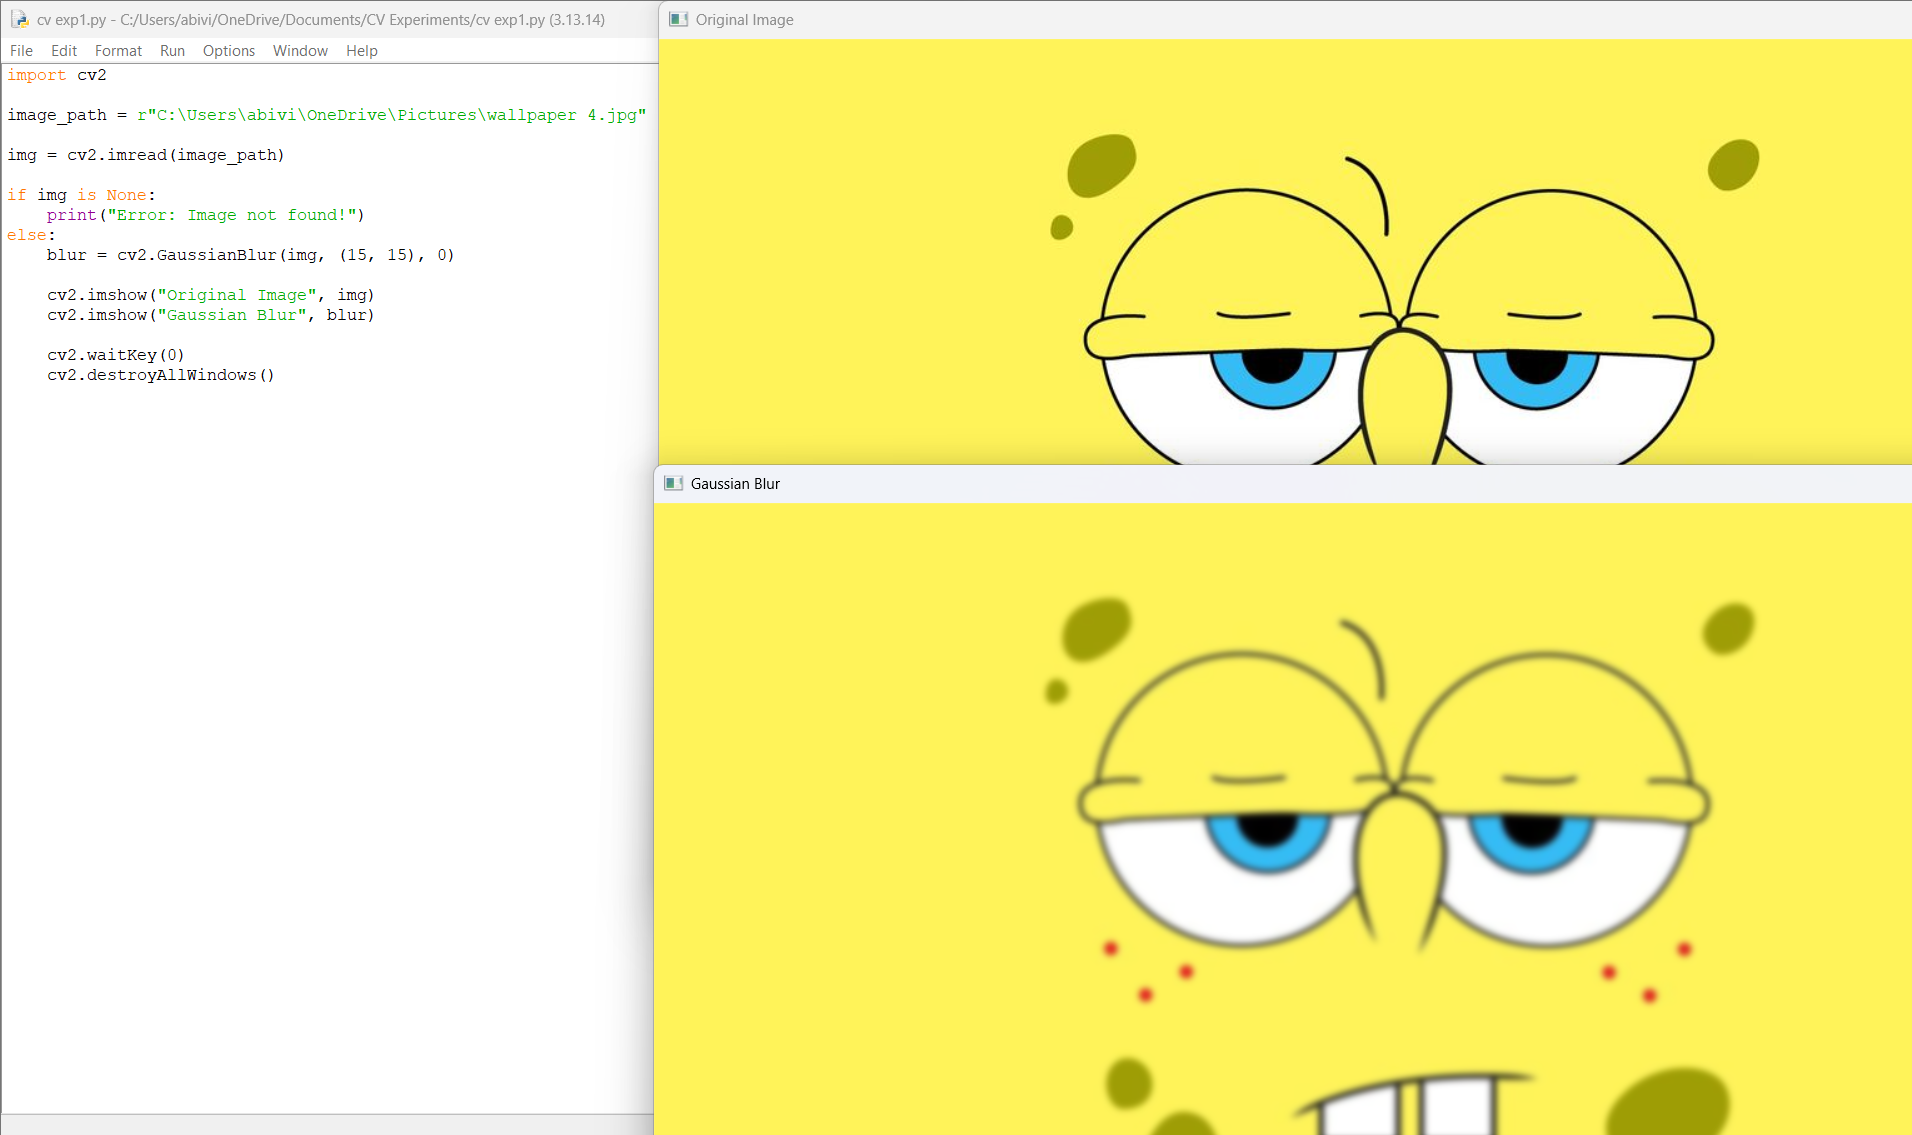 cv exp1.py - C:/Users/abivi/OneDrive/Documents/CV Experiments/cv exp1.py (3.13.14)
File Edit Format Run Options Window Help
import cv2
image_path = r"C:\Users\abivi\OneDrive\Pictures\wallpaper 4.jpg"
img = cv2.imread(image_path)
if img is None:
    print("Error: Image not found!")
else:
    blur = cv2.GaussianBlur(img, (15, 15), 0)
    cv2.imshow("Original Image", img)
    cv2.imshow("Gaussian Blur", blur)
    cv2.waitKey(0)
    cv2.destroyAllWindows()
Original Image
Gaussian Blur